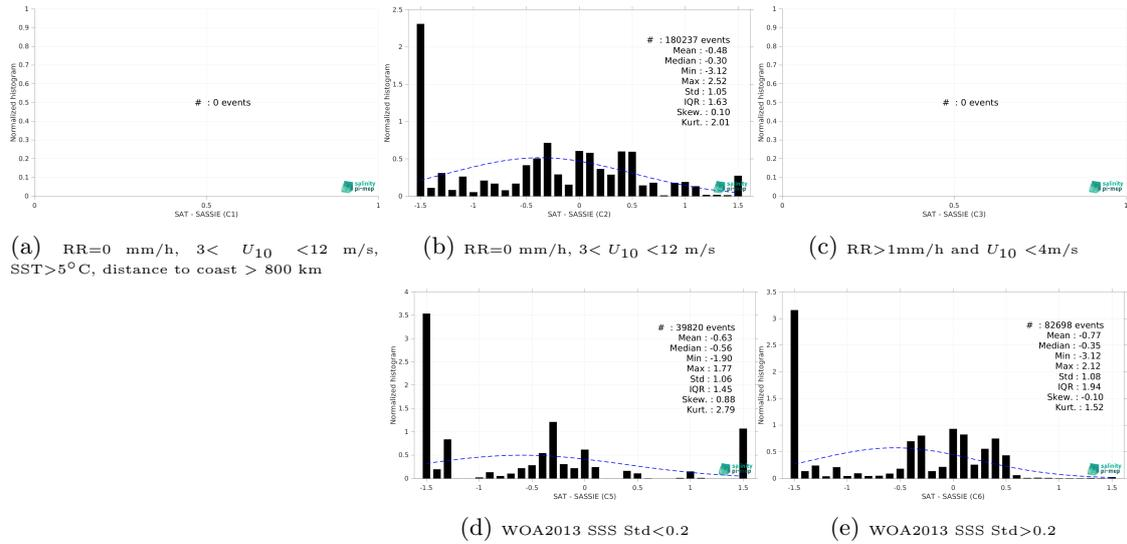 1
0.9
0.8
0.7
0.6
0.5
0.4
0.3
0.2
0.1
0
Normalized histogram
# : 0 events
salinity
pi-mep
0 0.5 1
SAT - SASSIE (C1)
(a) RR=0 mm/h, 3< U10 <12 m/s,
SST>5°C, distance to coast > 800 km
2.5
2
1.5
1
0.5
0
Normalized histogram
# : 180237 events
Mean : -0.48
Median : -0.30
Min : -3.12
Max : 2.52
Std : 1.05
IQR : 1.63
Skew. : 0.10
Kurt. : 2.01
salinity
pi-mep
-1.5 -1 -0.5 0 0.5 1 1.5
SAT - SASSIE (C2)
(b) RR=0 mm/h, 3< U10 <12 m/s
1
0.9
0.8
0.7
0.6
0.5
0.4
0.3
0.2
0.1
0
Normalized histogram
# : 0 events
salinity
pi-mep
0 0.5 1
SAT - SASSIE (C3)
(c) RR>1mm/h and U10 <4m/s
4
3.5
3
2.5
2
1.5
1
0.5
0
Normalized histogram
# : 39820 events
Mean : -0.63
Median : -0.56
Min : -1.90
Max : 1.77
Std : 1.06
IQR : 1.45
Skew. : 0.88
Kurt. : 2.79
salinity
pi-mep
-1.5 -1 -0.5 0 0.5 1 1.5
SAT - SASSIE (C5)
(d) WOA2013 SSS Std<0.2
3.5
3
2.5
2
1.5
1
0.5
0
Normalized histogram
# : 82698 events
Mean : -0.77
Median : -0.35
Min : -3.12
Max : 2.12
Std : 1.08
IQR : 1.94
Skew. : -0.10
Kurt. : 1.52
salinity
pi-mep
-1.5 -1 -0.5 0 0.5 1 1.5
SAT - SASSIE (C6)
(e) WOA2013 SSS Std>0.2